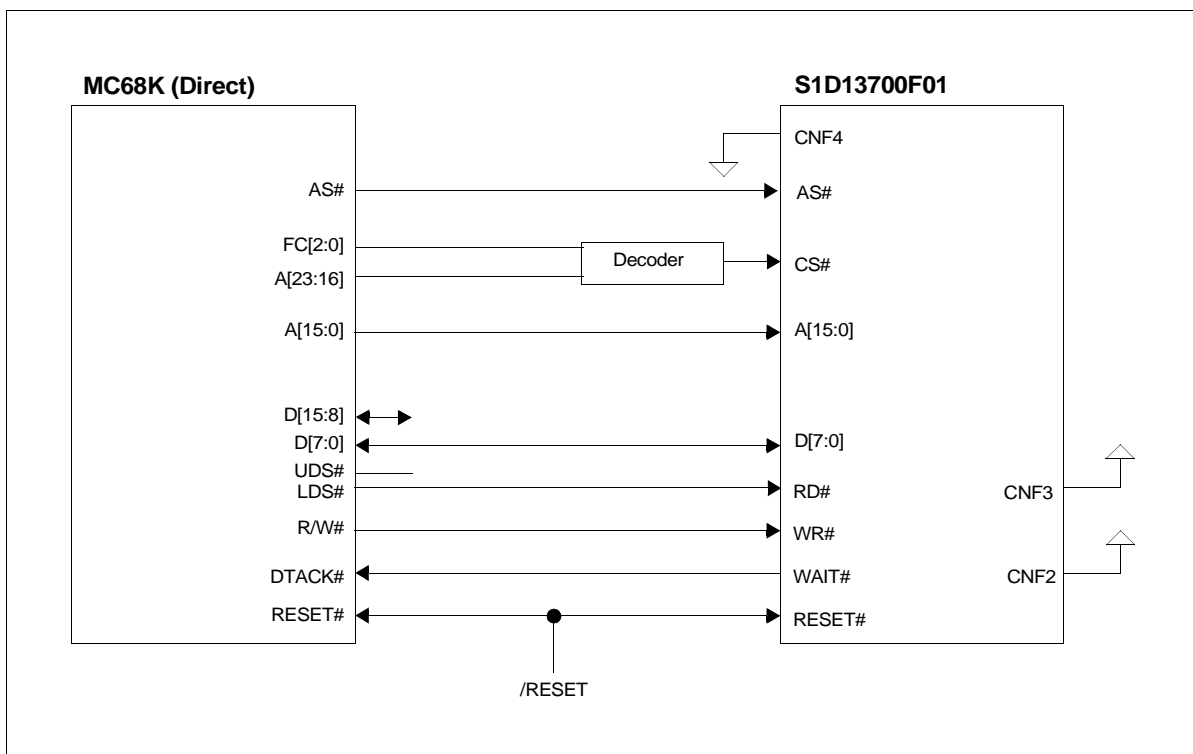 MC68K (Direct)
S1D13700F01
CNF4
AS#
AS#
FC[2:0]
Decoder
CS#
A[23:16]
A[15:0]
A[15:0]
D[15:8]
D[7:0]
D[7:0]
UDS#
LDS#
RD#
CNF3
R/W#
WR#
DTACK#
WAIT#
CNF2
RESET#
RESET#
/RESET